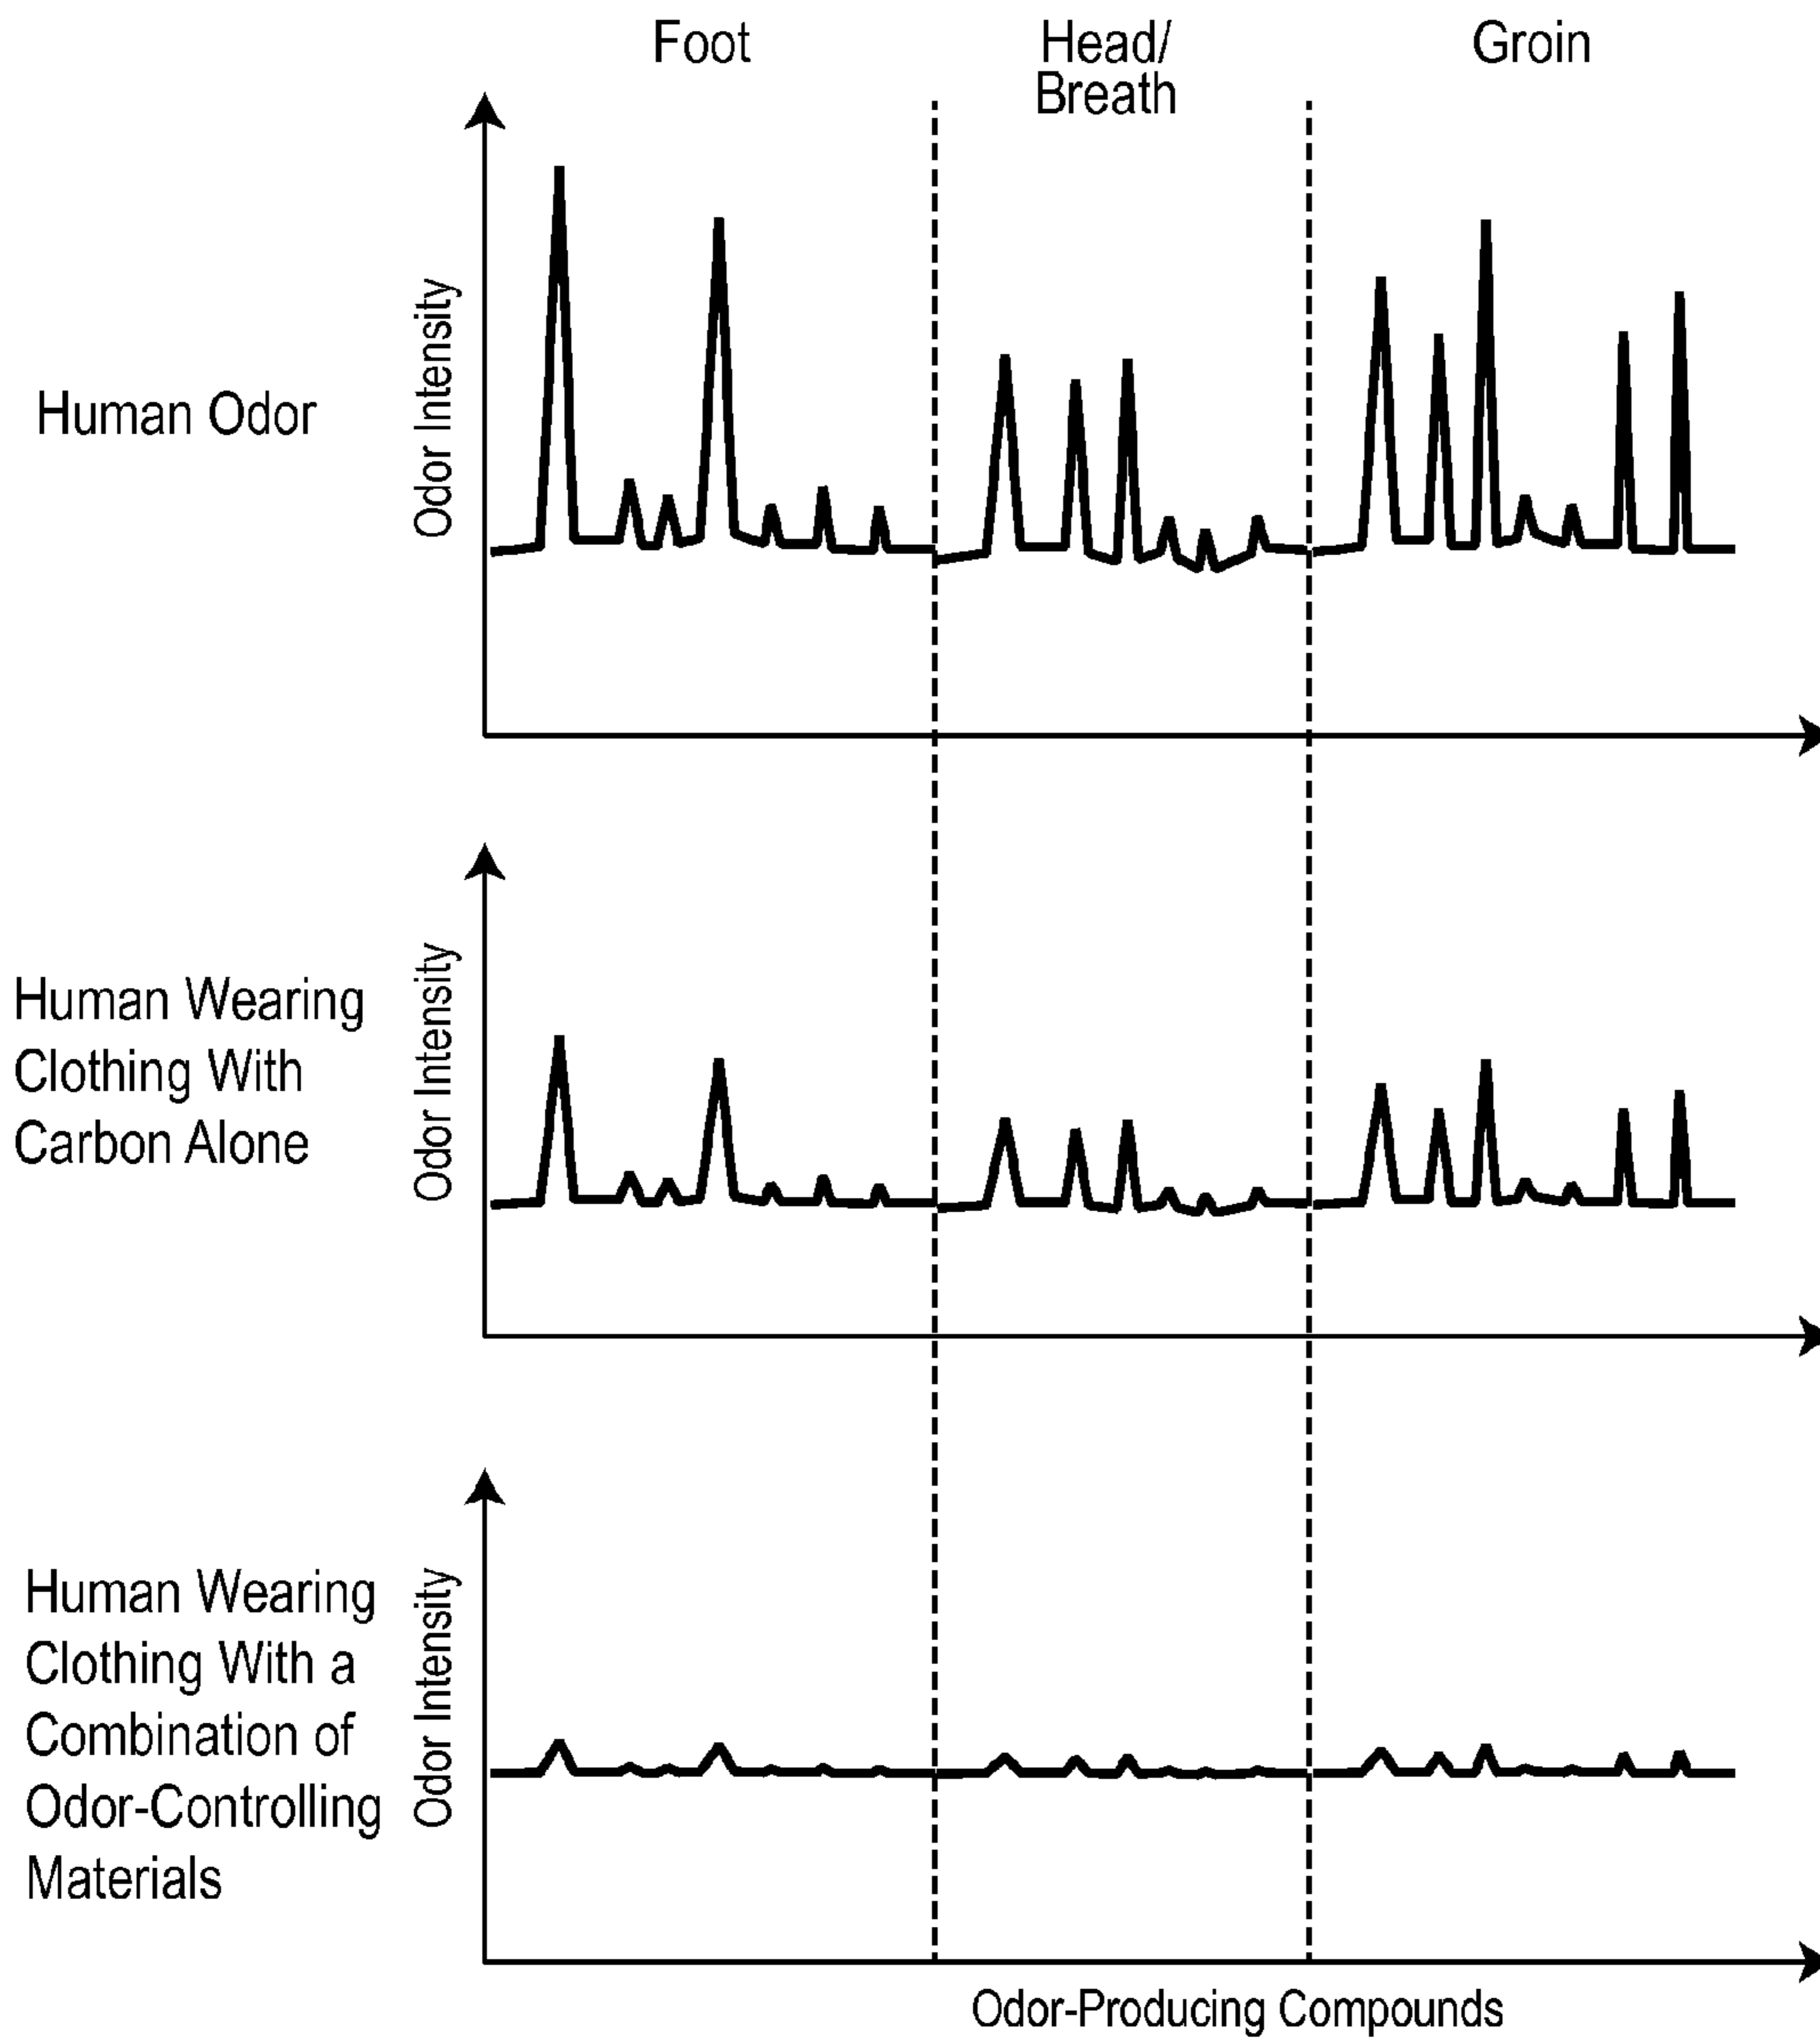 Foot
Head/
Breath
Groin
Human Odor
Odor Intensity
Human Wearing
Clothing With
Carbon Alone
Odor Intensity
Human Wearing
Clothing With a
Combination of
Odor-Controlling
Materials
Odor Intensity
Odor-Producing Compounds